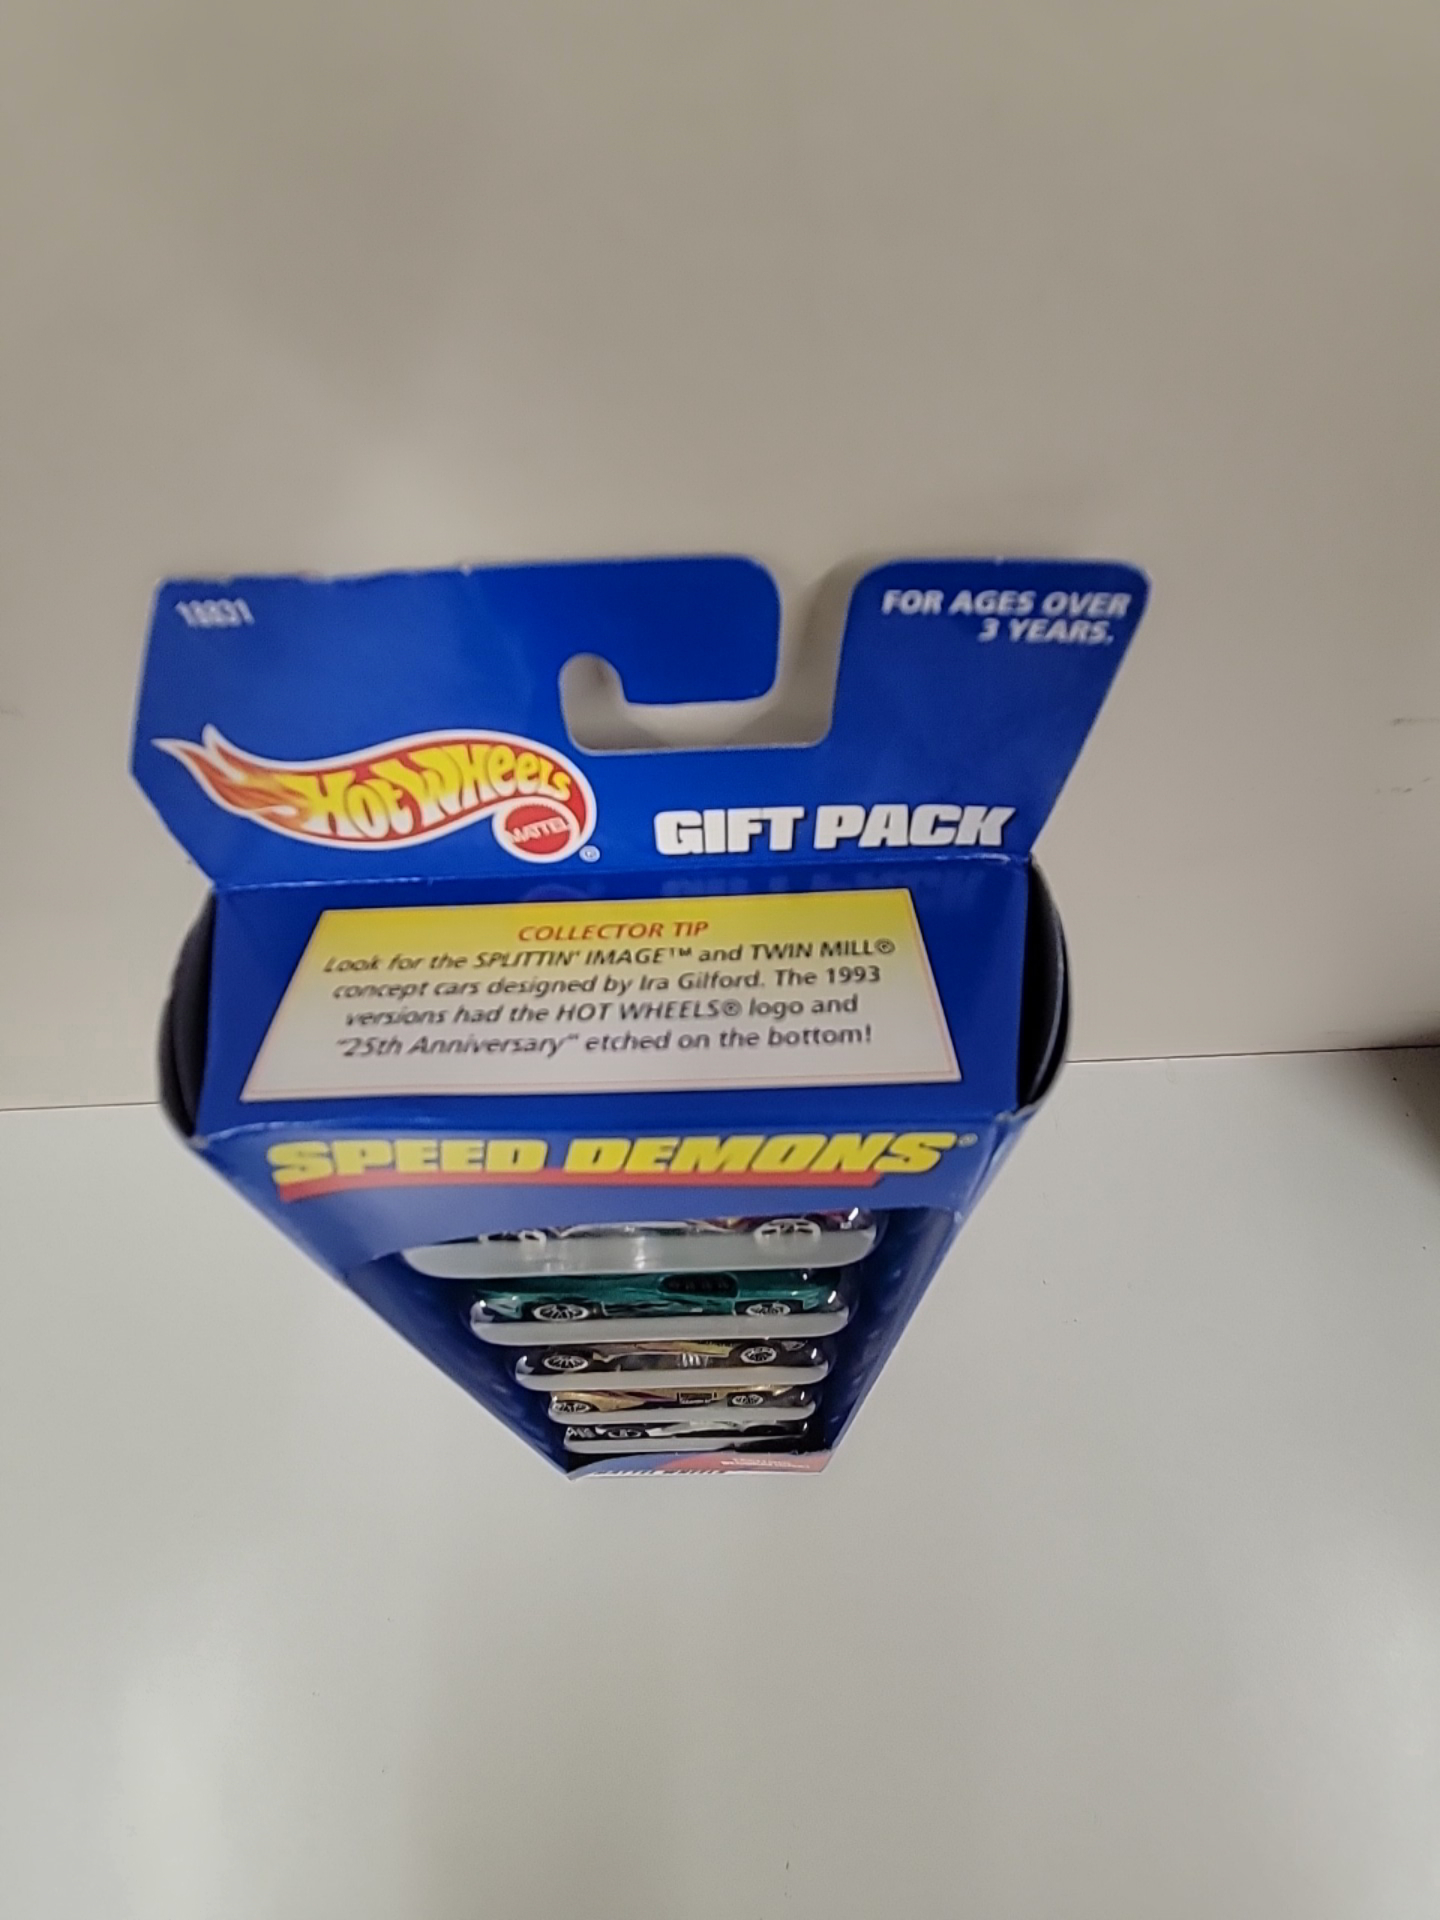 18831
FOR AGES OVER
3 YEARS.
HOT WHEELS
MATTEL
©
GIFT PACK
COLLECTOR TIP
Look for the SPLITTIN' IMAGE™ and TWIN MILL®
concept cars designed by Ira Gilford. The 1993
versions had the HOT WHEELS® logo and
"25th Anniversary" etched on the bottom!
SPEED DEMONS®